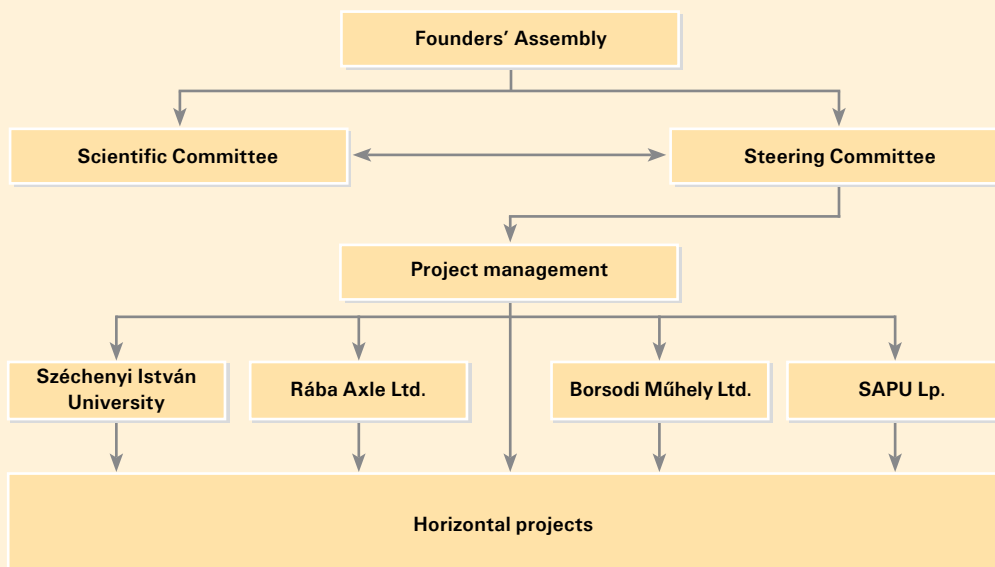 Founders’ Assembly
Scientific Committee
Steering Committee
Project management
Széchenyi István
University
Rába Axle Ltd.
Borsodi Műhely Ltd.
SAPU Lp.
Horizontal projects